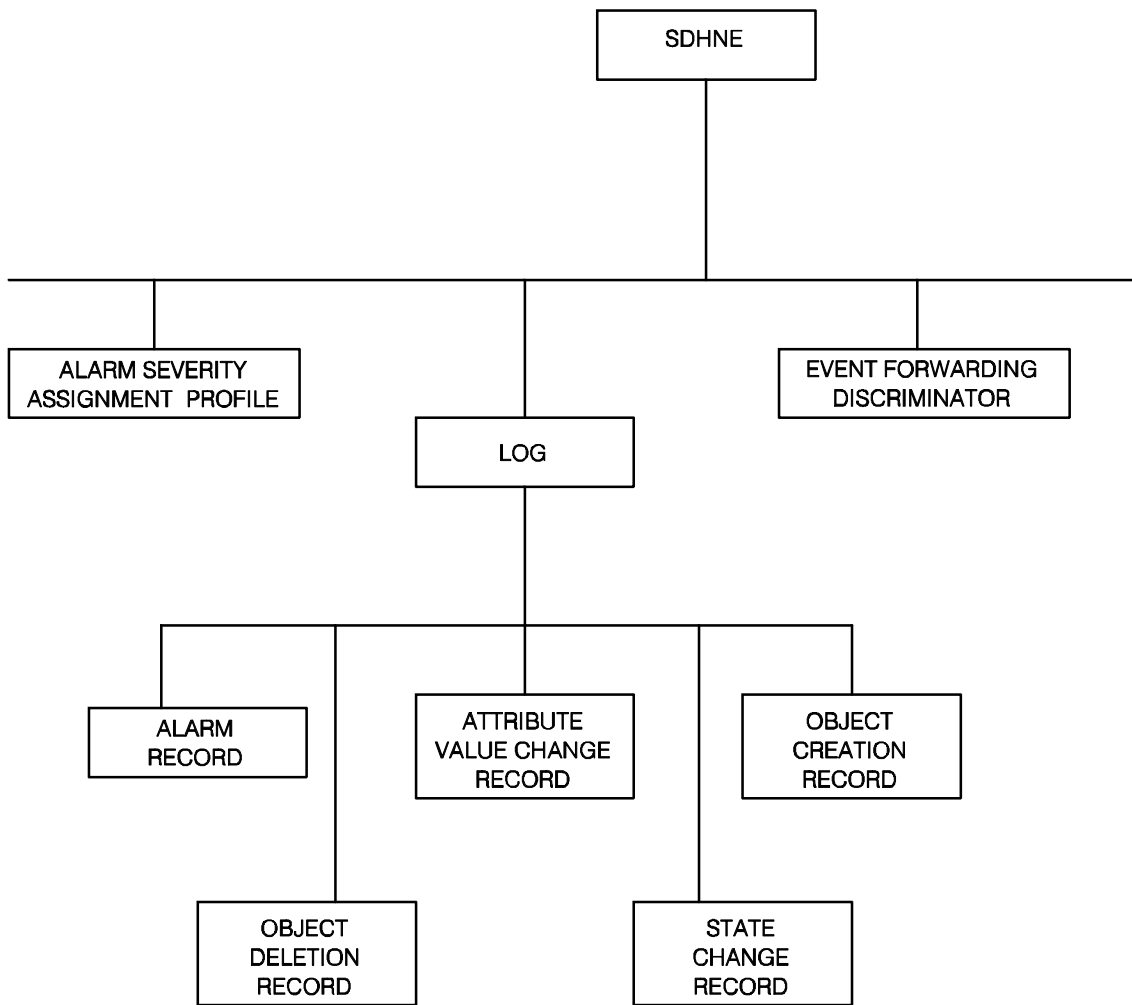 SDHNE
ALARM SEVERITY
ASSIGNMENT PROFILE
EVENT FORWARDING
DISCRIMINATOR
LOG
ALARM
RECORD
ATTRIBUTE
VALUE CHANGE
RECORD
OBJECT
CREATION
RECORD
OBJECT
DELETION
RECORD
STATE
CHANGE
RECORD